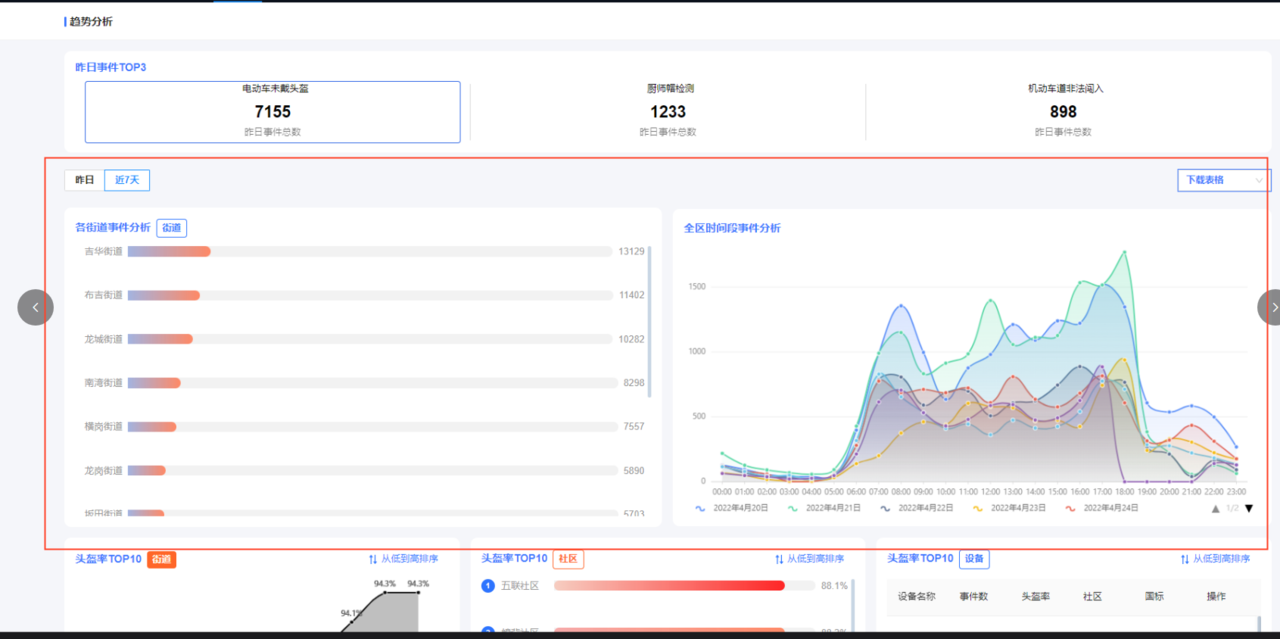 趋势分析
昨日事件TOP3
电动车未戴头盔
7155
昨日事件总数
厨师帽检测
1233
昨日事件总数
机动车道非法闯入
898
昨日事件总数
昨日 近7天
下载表格
各街道事件分析 街道
吉华街道 13129
布吉街道 11402
龙城街道 10282
南湾街道 8298
横岗街道 7557
龙岗街道 5890
坂田街道 5703
全区时间段事件分析
1500
1000
500
0
00:00 01:00 02:00 03:00 04:00 05:00 06:00 07:00 08:00 09:00 10:00 11:00 12:00 13:00 14:00 15:00 16:00 17:00 18:00 19:00 20:00 21:00 22:00 23:00
2022年4月20日 2022年4月21日 2022年4月22日 2022年4月23日 2022年4月24日 1/2
头盔率TOP10 街道 从低到高排序
94.3% 94.3%
94.1%
头盔率TOP10 社区 从低到高排序
1 五联社区 88.1%
头盔率TOP10 设备 从低到高排序
设备名称 事件数 头盔率 社区 国标 操作